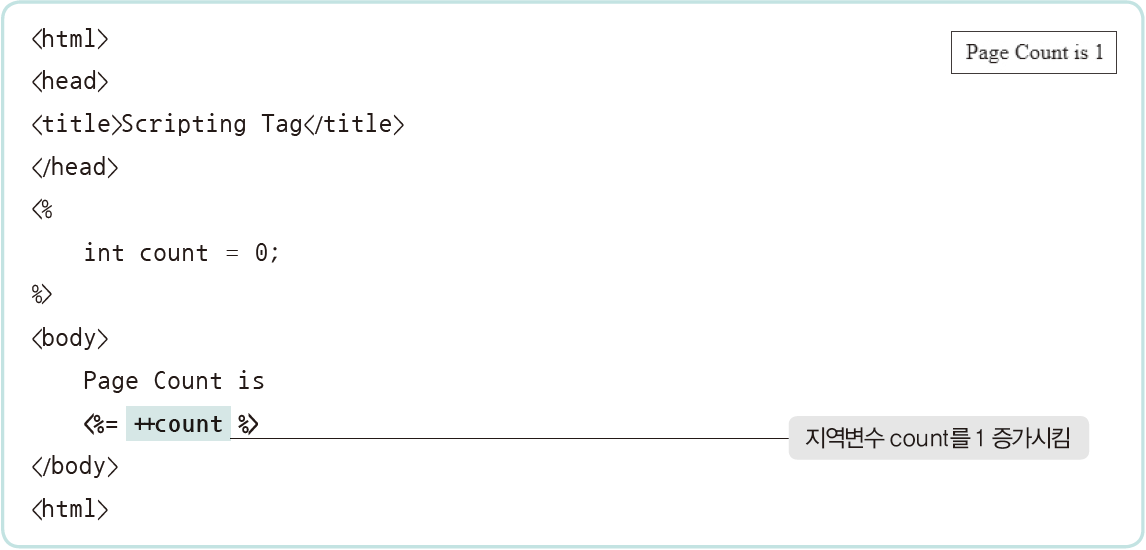 <html>
Page Count is 1
<head>
<title>Scripting Tag</title>
</head>
<%
int count = 0;
%>
<body>
Page Count is
<%= ++count %>
지역변수 count를 1 증가시킴
</body>
<html>